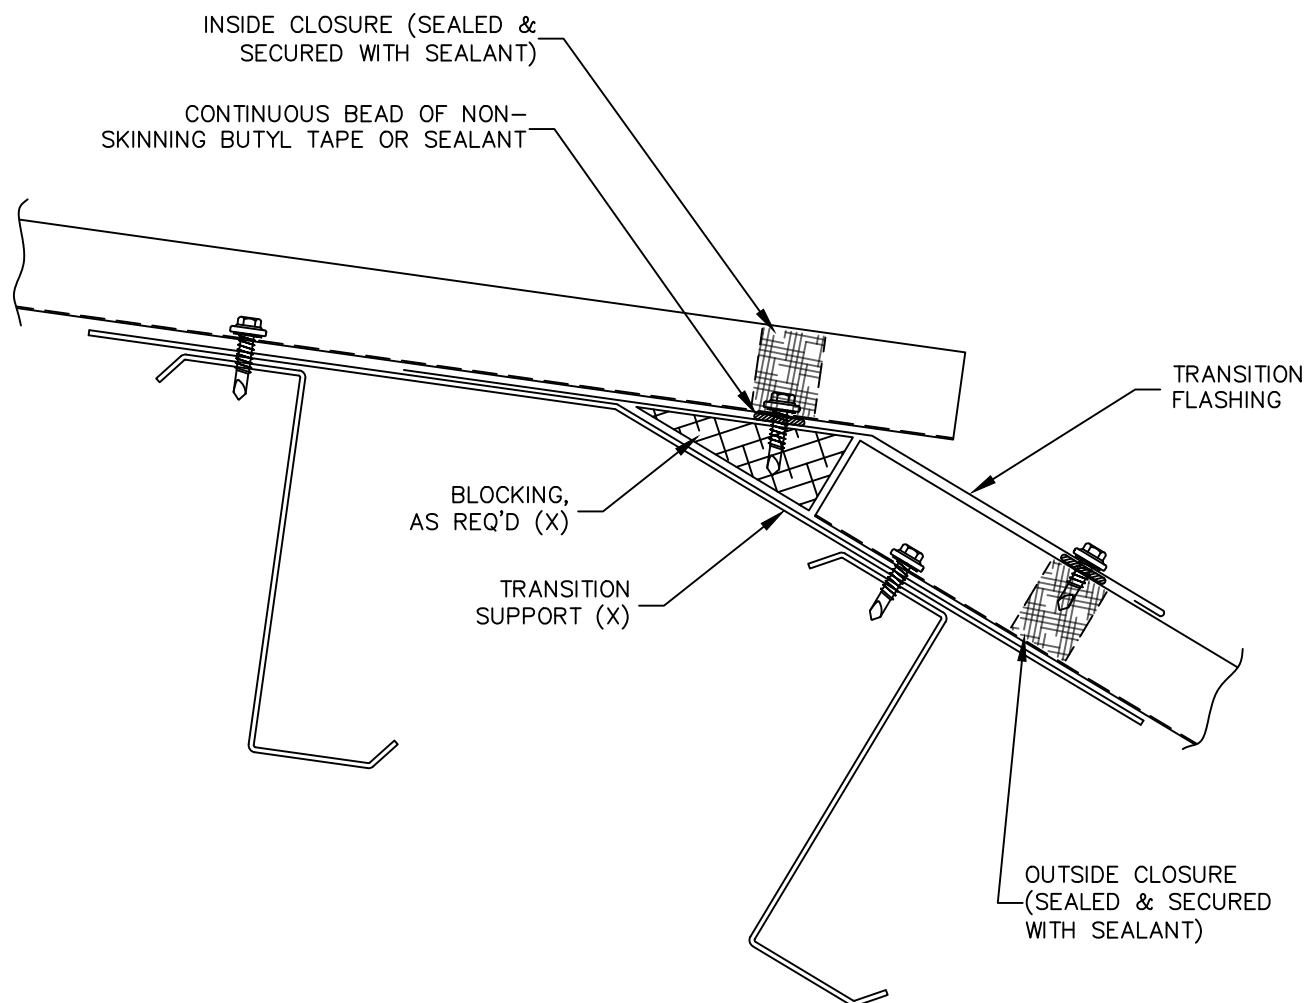 INSIDE CLOSURE (SEALED &
SECURED WITH SEALANT)
CONTINUOUS BEAD OF NON-
SKINNING BUTYL TAPE OR SEALANT
TRANSITION
FLASHING
BLOCKING,
AS REQ'D (X)
TRANSITION
SUPPORT (X)
OUTSIDE CLOSURE
(SEALED & SECURED
WITH SEALANT)